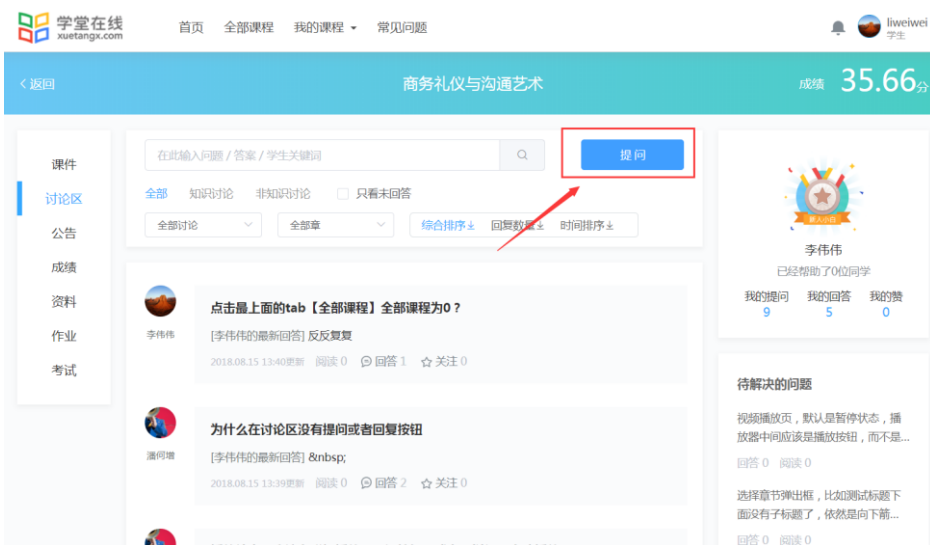 学堂在线
xuetangx.com
首页 全部课程 我的课程 常见问题
liweiwei
学生
< 返回
商务礼仪与沟通艺术
成绩 35.66分
课件
讨论区
公告
成绩
资料
作业
考试
在此输入问题 / 答案 / 学生关键词
提问
全部 知识讨论 非知识讨论 只看未回答
全部讨论 全部章 综合排序 回复数量 时间排序
李伟伟
点击最上面的tab【全部课程】全部课程为0？
[李伟伟的最新回答] 反反复复
2018.08.15 13:40更新 阅读 0 回答 1 关注 0
潘何增
为什么在讨论区没有提问或者回复按钮
[李伟伟的最新回答] &nbsp;
2018.08.15 13:39更新 阅读 0 回答 2 关注 0
李伟伟
已经帮助了0位同学
我的提问 我的回答 我的赞
9 5 0
待解决的问题
视频播放页，默认是暂停状态，播
放器中间应该是播放按钮，而不是...
回答 0 阅读 0
选择章节弹出框，比如测试标题下
面没有子标题了，依然是向下箭...
回答 0 阅读 0